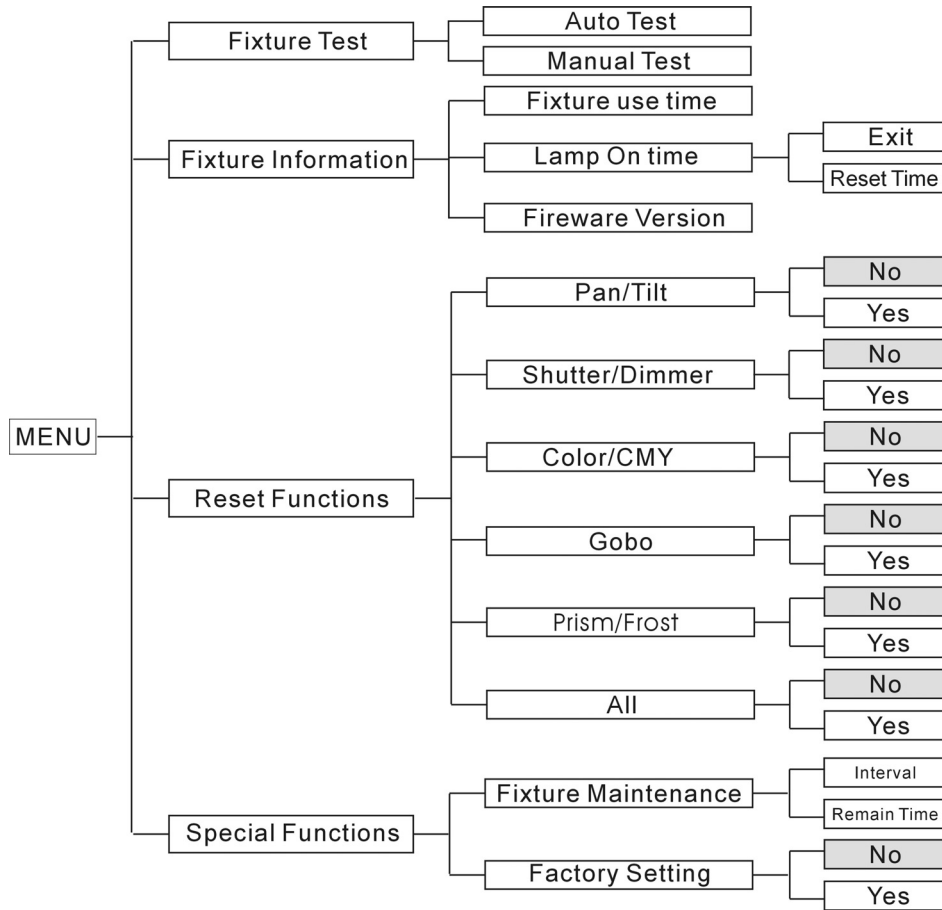 MENU
Fixture Test
Auto Test
Manual Test
Fixture Information
Fixture use time
Lamp On time
Exit
Reset Time
Fireware Version
Reset Functions
Pan/Tilt
No
Yes
Shutter/Dimmer
No
Yes
Color/CMY
No
Yes
Gobo
No
Yes
Prism/Frost
No
Yes
All
No
Yes
Special Functions
Fixture Maintenance
Interval
Remain Time
Factory Setting
No
Yes